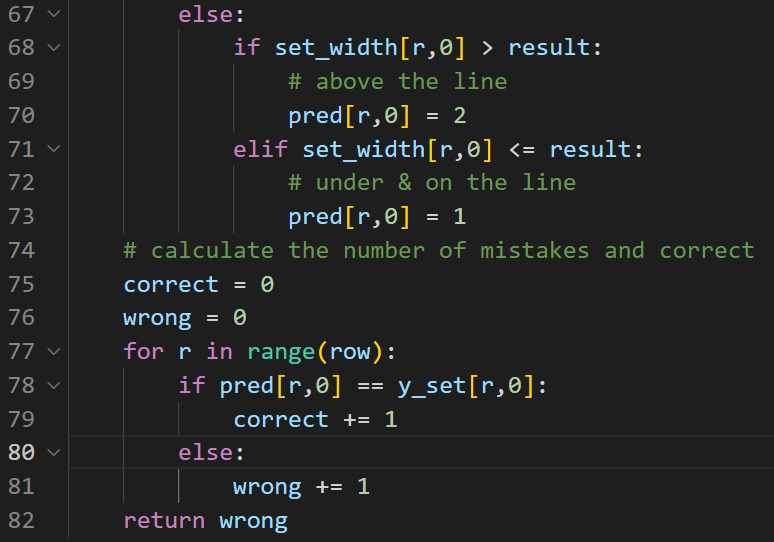 67 else:
68 if set_width[r,0] > result:
69 # above the line
70 pred[r,0] = 2
71 elif set_width[r,0] <= result:
72 # under & on the line
73 pred[r,0] = 1
74 # calculate the number of mistakes and correct
75 correct = 0
76 wrong = 0
77 for r in range(row):
78 if pred[r,0] == y_set[r,0]:
79 correct += 1
80 else:
81 wrong += 1
82 return wrong